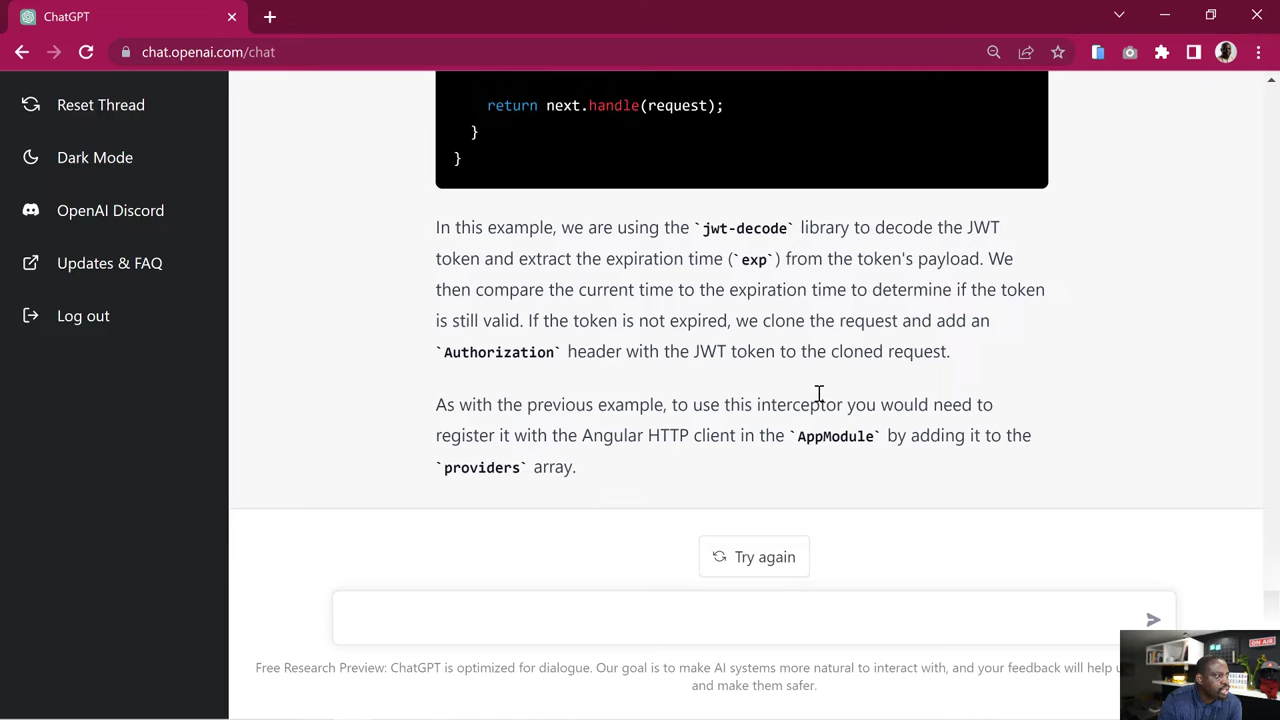 ChatGPT
chat.openai.com/chat
Reset Thread
Dark Mode
OpenAI Discord
Updates & FAQ
Log out
return next.handle(request);
}
}
In this example, we are using the `jwt-decode` library to decode the JWT
token and extract the expiration time (`exp`) from the token's payload. We
then compare the current time to the expiration time to determine if the token
is still valid. If the token is not expired, we clone the request and add an
`Authorization` header with the JWT token to the cloned request.
As with the previous example, to use this interceptor you would need to
register it with the Angular HTTP client in the `AppModule` by adding it to the
`providers` array.
Try again
Free Research Preview: ChatGPT is optimized for dialogue. Our goal is to make AI systems more natural to interact with, and your feedback will help
and make them safer.
ON AIR